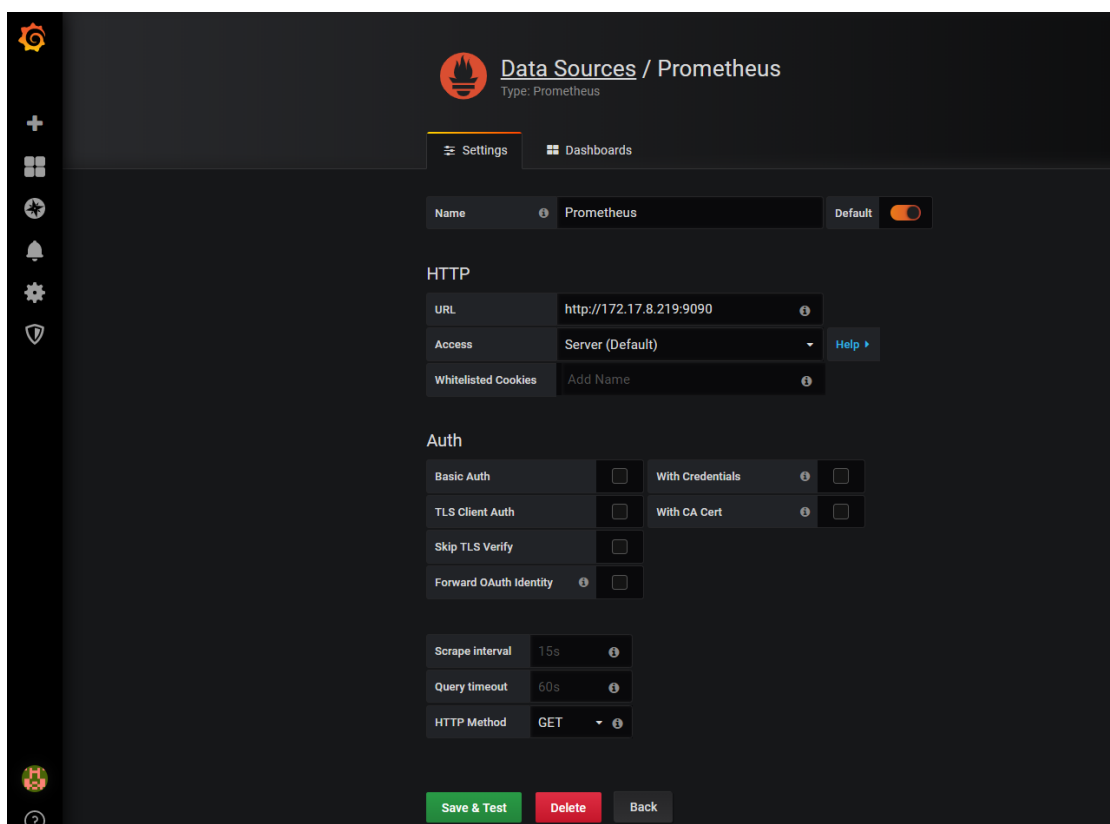 Data Sources / Prometheus
Type: Prometheus
Settings Dashboards
Name Prometheus Default
HTTP
URL http://172.17.8.219:9090
Access Server (Default) Help
Whitelisted Cookies Add Name
Auth
Basic Auth With Credentials
TLS Client Auth With CA Cert
Skip TLS Verify
Forward OAuth Identity
Scrape interval 15s
Query timeout 60s
HTTP Method GET
Save & Test Delete Back